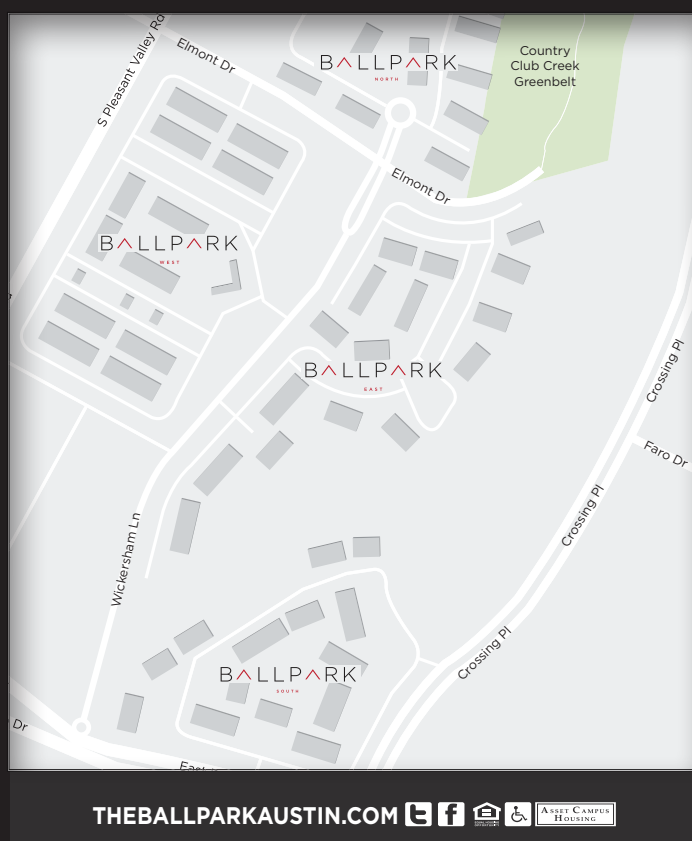 S Pleasant Valley Rd
Elmont Dr
BALLPARK
NORTH
Country
Club Creek
Greenbelt
Elmont Dr
BALLPARK
WEST
BALLPARK
EAST
Crossing Pl
Faro Dr
Crossing Pl
Wickersham Ln
Crossing Pl
BALLPARK
SOUTH
Dr
THEBALLPARKAUSTIN.COM
ASSET CAMPUS
HOUSING